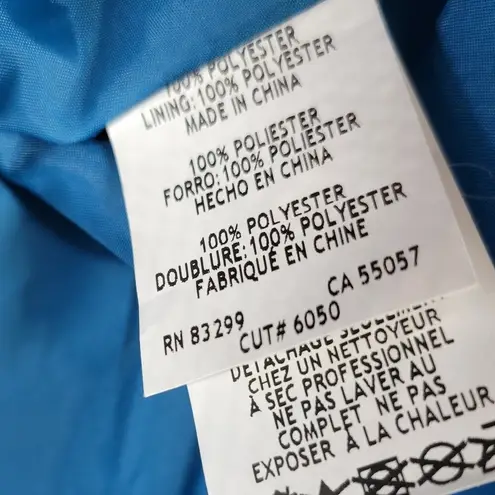 100% POLYESTER
LINING: 100% POLYESTER
MADE IN CHINA
100% POLIESTER
FORRO: 100% POLIESTER
HECHO EN CHINA
100% POLYESTER
DOUBLURE: 100% POLYESTER
FABRIQUÉ EN CHINE
RN 83299 CA 55057
CUT# 6050
DETACHAGE SEULEMENT
CHEZ UN NETTOYEUR
À SEC PROFESSIONNEL
NE PAS LAVER AU
COMPLET NE PAS
EXPOSER À LA CHALEUR